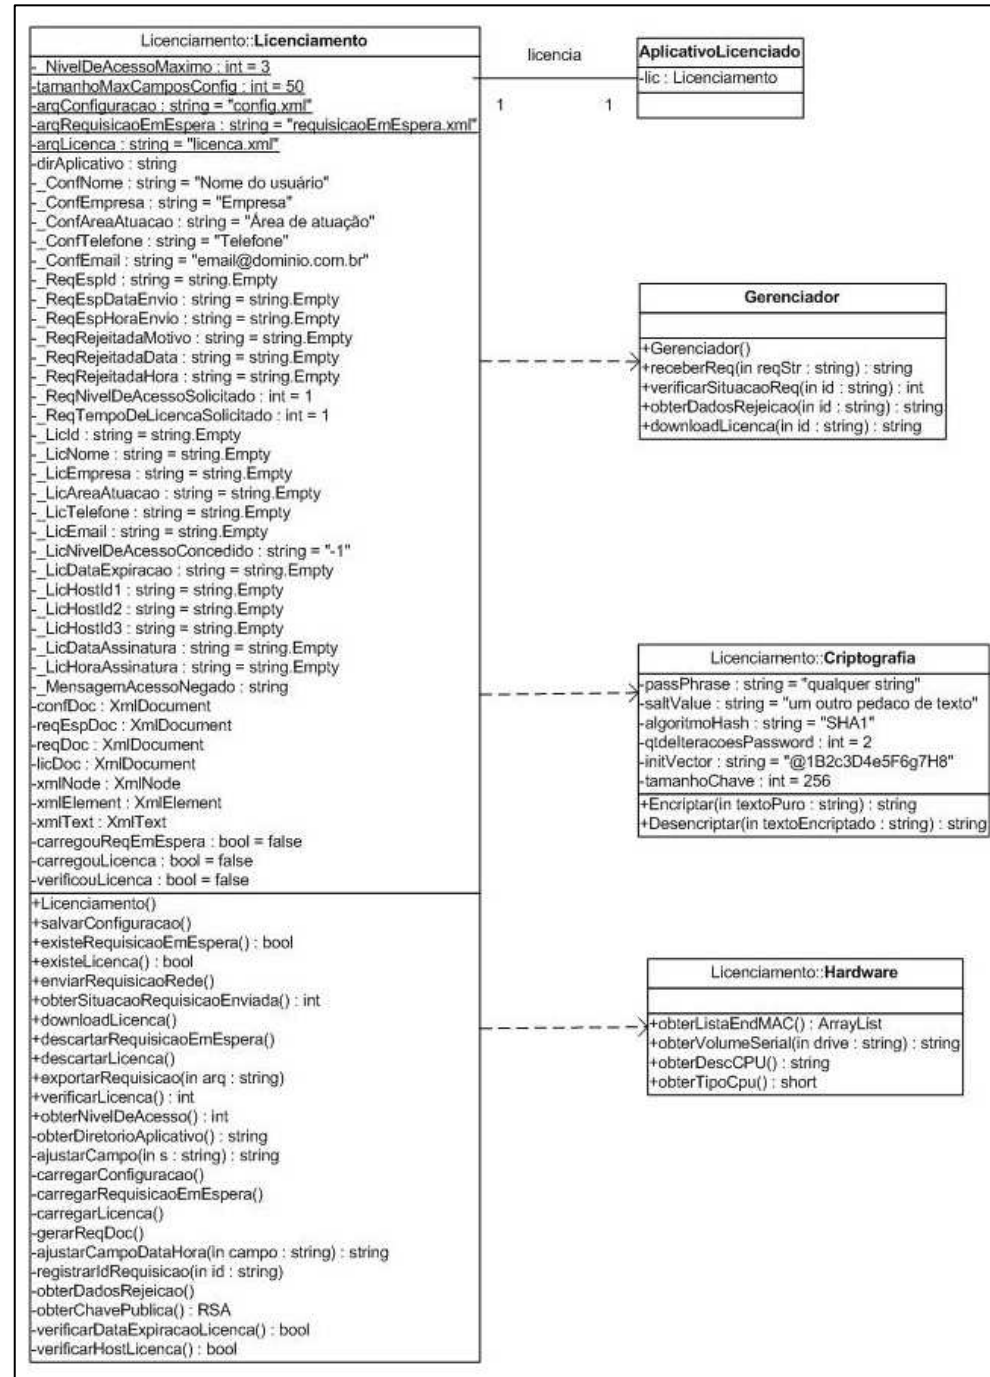 Licenciamento::Licenciamento
-_NivelDeAcessoMaximo : int = 3
-tamanhoMaxCamposConfig : int = 50
-arqConfiguracao : string = "config.xml"
-arqRequisicaoEmEspera : string = "requisicaoEmEspera.xml"
-arqLicenca : string = "licenca.xml"
-dirAplicativo : string
-_ConfNome : string = "Nome do usuário"
-_ConfEmpresa : string = "Empresa"
-_ConfAreaAtuacao : string = "Área de atuação"
-_ConfTelefone : string = "Telefone"
-_ConfEmail : string = "email@dominio.com.br"
-_ReqEspId : string = string.Empty
-_ReqEspDataEnvio : string = string.Empty
-_ReqEspHoraEnvio : string = string.Empty
-_ReqRejeitadaMotivo : string = string.Empty
-_ReqRejeitadaData : string = string.Empty
-_ReqRejeitadaHora : string = string.Empty
-_ReqNivelDeAcessoSolicitado : int = 1
-_ReqTempoDeLicencaSolicitado : int = 1
-_LicId : string = string.Empty
-_LicNome : string = string.Empty
-_LicEmpresa : string = string.Empty
-_LicAreaAtuacao : string = string.Empty
-_LicTelefone : string = string.Empty
-_LicEmail : string = string.Empty
-_LicNivelDeAcessoConcedido : string = "-1"
-_LicDataExpiracao : string = string.Empty
-_LicHostId1 : string = string.Empty
-_LicHostId2 : string = string.Empty
-_LicHostId3 : string = string.Empty
-_LicDataAssinatura : string = string.Empty
-_LicHoraAssinatura : string = string.Empty
-_MensagemAcessoNegado : string
-confDoc : XmlDocument
-reqEspDoc : XmlDocument
-reqDoc : XmlDocument
-licDoc : XmlDocument
-xmlNode : XmlNode
-xmlElement : XmlElement
-xmlText : XmlText
-carregouReqEmEspera : bool = false
-carregouLicenca : bool = false
-verificouLicenca : bool = false
+Licenciamento()
+salvarConfiguracao()
+existeRequisicaoEmEspera() : bool
+existeLicenca() : bool
+enviarRequisicaoRede()
+obterSituacaoRequisicaoEnviada() : int
+downloadLicenca()
+descartarRequisicaoEmEspera()
+descartarLicenca()
+exportarRequisicao(in arq : string)
+verificarLicenca() : int
+obterNivelDeAcesso() : int
-obterDiretorioAplicativo() : string
-ajustarCampo(in s : string) : string
-carregarConfiguracao()
-carregarRequisicaoEmEspera()
-carregarLicenca()
-gerarReqDoc()
-ajustarCampoDataHora(in campo : string) : string
-registrarIdRequisicao(in id : string)
-obterDadosRejeicao()
-obterChavePublica() : RSA
-verificarDataExpiracaoLicenca() : bool
-verificarHostLicenca() : bool
licencia
1
1
AplicativoLicenciado
-lic : Licenciamento
Gerenciador
+Gerenciador()
+receberReq(in reqStr : string) : string
+verificarSituacaoReq(in id : string) : int
+obterDadosRejeicao(in id : string) : string
+downloadLicenca(in id : string) : string
Licenciamento::Criptografia
-passPhrase : string = "qualquer string"
-saltValue : string = "um outro pedaco de texto"
-algoritmoHash : string = "SHA1"
-qtdeIteracoesPassword : int = 2
-initVector : string = "@1B2c3D4e5F6g7H8"
-tamanhoChave : int = 256
+Encriptar(in textoPuro : string) : string
+Desencriptar(in textoEncriptado : string) : string
Licenciamento::Hardware
+obterListaEndMAC() : ArrayList
+obterVolumeSerial(in drive : string) : string
+obterDescCPU() : string
+obterTipoCpu() : short